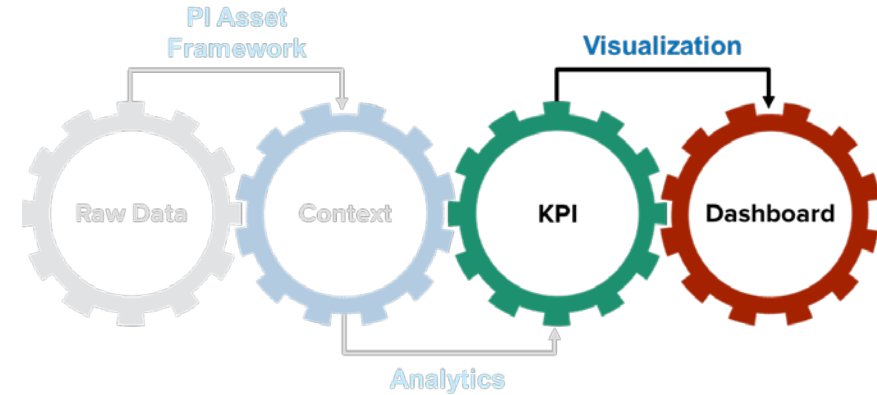 PI Asset
Framework
Visualization
Raw Data
Context
KPI
Dashboard
Analytics